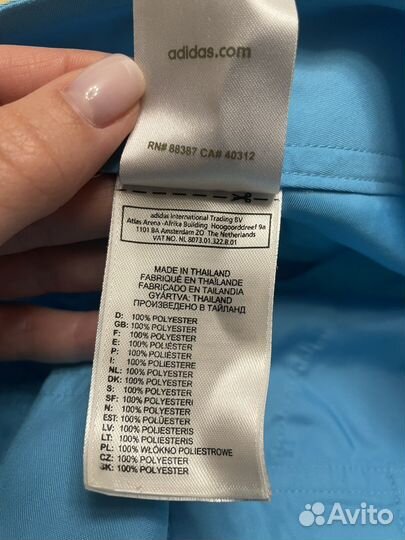 adidas.com
RN# 88387 CA# 40312
adidas International Trading BV
Atlas Arena -Afrika Building Hoogoorddreef 9a
1101 BA Amsterdam ZO The Netherlands
VAT NO. NL 8073.01.322.B.01
MADE IN THAILAND
FABRIQUÉ EN THAÏLANDE
FABRICADO EN TAILANDIA
GYÁRTVA: THAILAND
ПРОИЗВЕДЕНО В ТАЙЛАНД
D: 100% POLYESTER
GB: 100% POLYESTER
F: 100% POLYESTER
E: 100% POLIÉSTER
P: 100% POLIÉSTER
I: 100% POLIESTERE
NL: 100% POLYESTER
DK: 100% POLYESTER
S: 100% POLYESTER
SF: 100% POLYESTERI
N: 100% POLYESTER
EST: 100% POLÜESTER
LV: 100% POLIESTERIS
LT: 100% POLIESTERIS
PL: 100% WŁÓKNO POLIESTROWE
CZ: 100% POLYESTER
SK: 100% POLYESTER
Avito